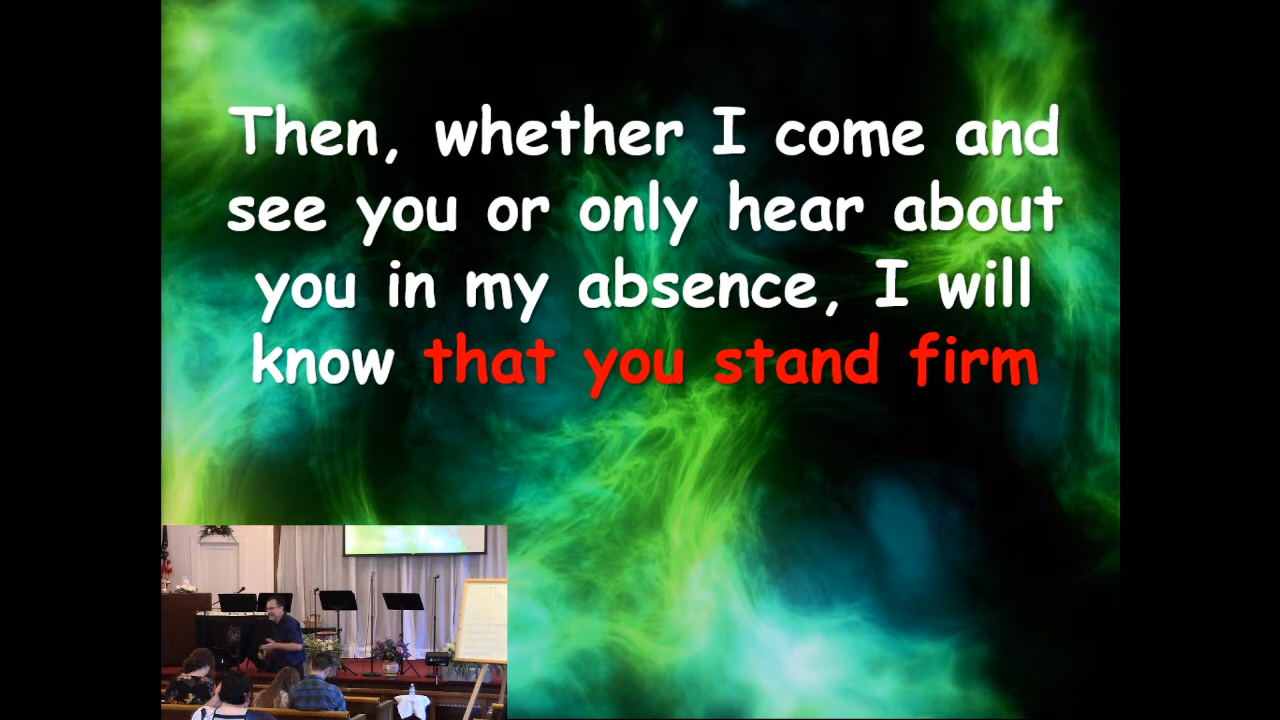 Then, whether I come and
see you or only hear about
you in my absence, I will
know that you stand firm